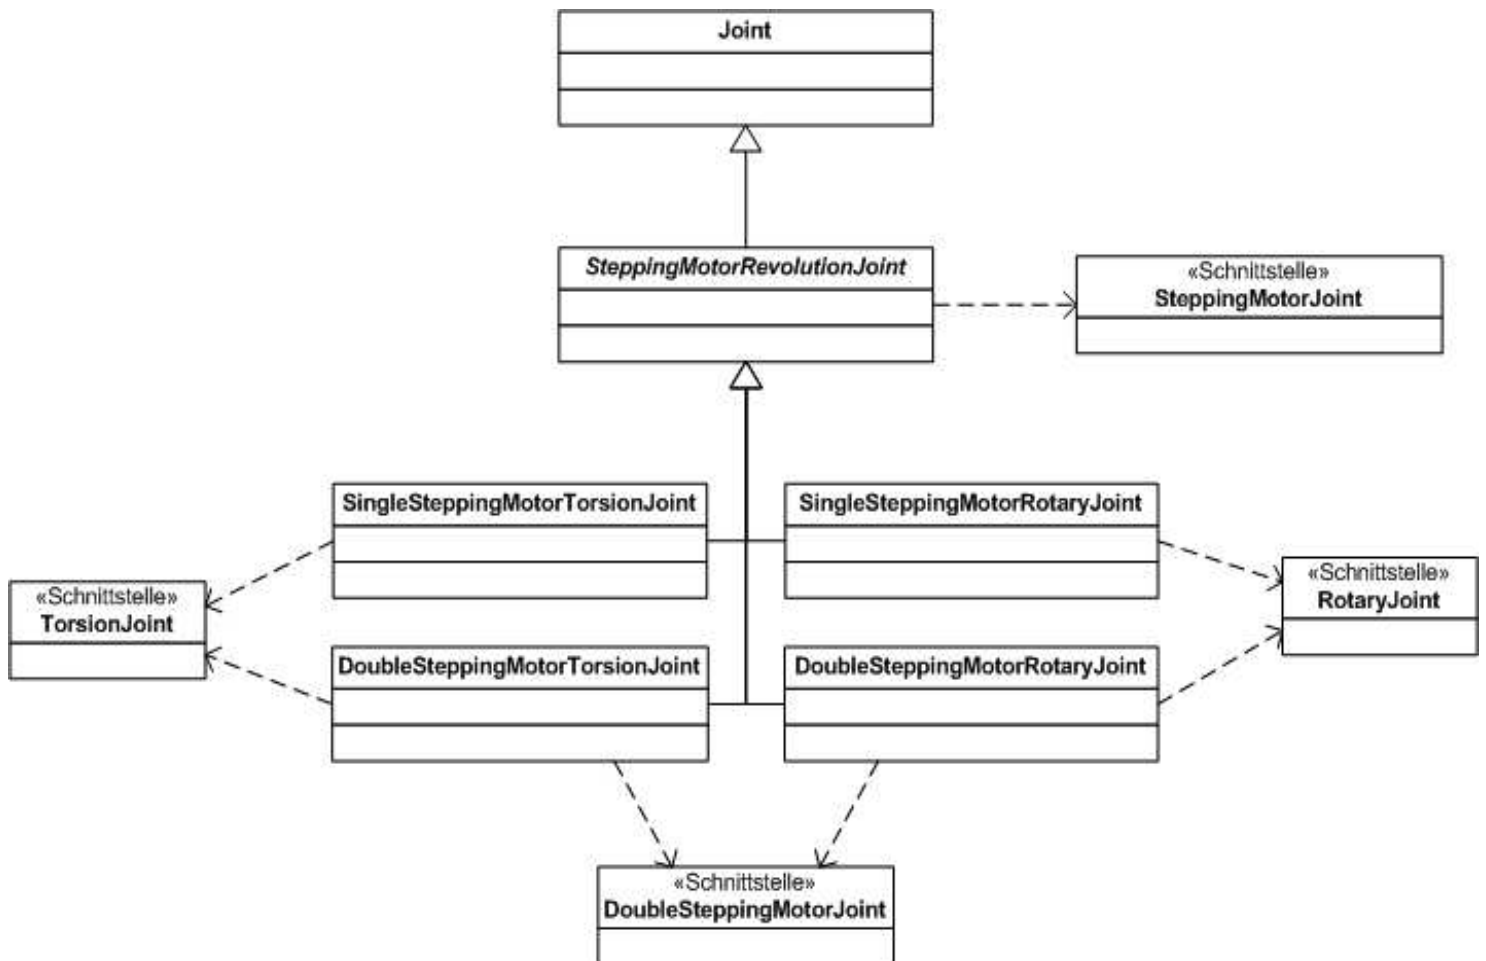 Joint
SteppingMotorRevolutionJoint
«Schnittstelle»
SteppingMotorJoint
SingleSteppingMotorTorsionJoint
SingleSteppingMotorRotaryJoint
«Schnittstelle»
TorsionJoint
«Schnittstelle»
RotaryJoint
DoubleSteppingMotorTorsionJoint
DoubleSteppingMotorRotaryJoint
«Schnittstelle»
DoubleSteppingMotorJoint